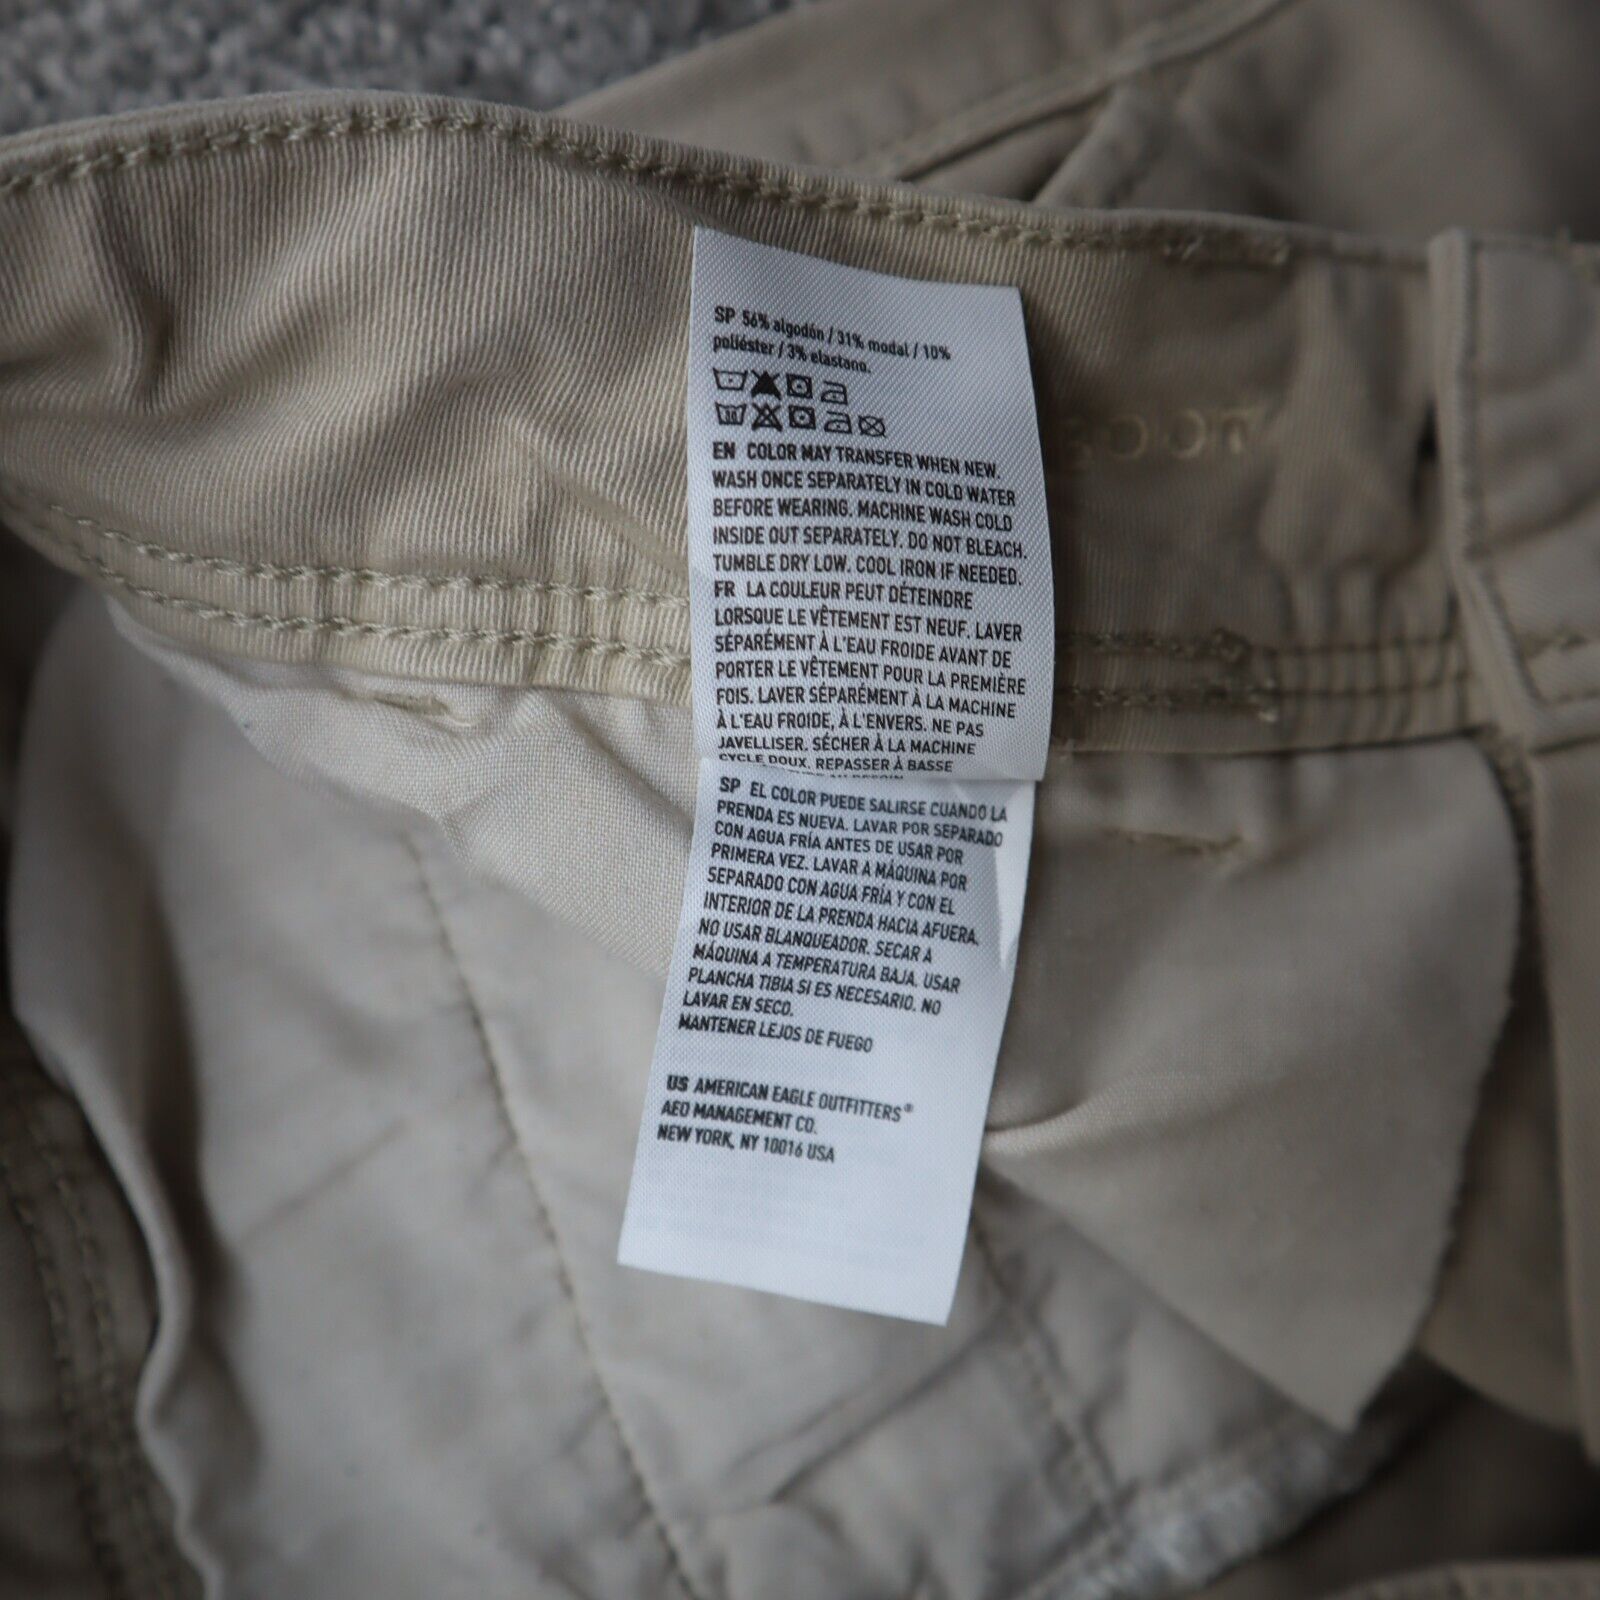 SP 56% algodón / 31% modal / 10%
poliéster / 3% elastano.
30
EN COLOR MAY TRANSFER WHEN NEW.
WASH ONCE SEPARATELY IN COLD WATER
BEFORE WEARING. MACHINE WASH COLD
INSIDE OUT SEPARATELY. DO NOT BLEACH.
TUMBLE DRY LOW. COOL IRON IF NEEDED.
FR LA COULEUR PEUT DÉTEINDRE
LORSQUE LE VÊTEMENT EST NEUF. LAVER
SÉPARÉMENT À L'EAU FROIDE AVANT DE
PORTER LE VÊTEMENT POUR LA PREMIÈRE
FOIS. LAVER SÉPARÉMENT À LA MACHINE
À L'EAU FROIDE, À L'ENVERS. NE PAS
JAVELLISER. SÉCHER À LA MACHINE
CYCLE DOUX. REPASSER À BASSE
SP EL COLOR PUEDE SALIRSE CUANDO LA
PRENDA ES NUEVA. LAVAR POR SEPARADO
CON AGUA FRÍA ANTES DE USAR POR
PRIMERA VEZ. LAVAR A MÁQUINA POR
SEPARADO CON AGUA FRÍA Y CON EL
INTERIOR DE LA PRENDA HACIA AFUERA.
NO USAR BLANQUEADOR. SECAR A
MÁQUINA A TEMPERATURA BAJA. USAR
PLANCHA TIBIA SI ES NECESARIO. NO
LAVAR EN SECO.
MANTENER LEJOS DE FUEGO
US AMERICAN EAGLE OUTFITTERS®
AEO MANAGEMENT CO.
NEW YORK, NY 10016 USA